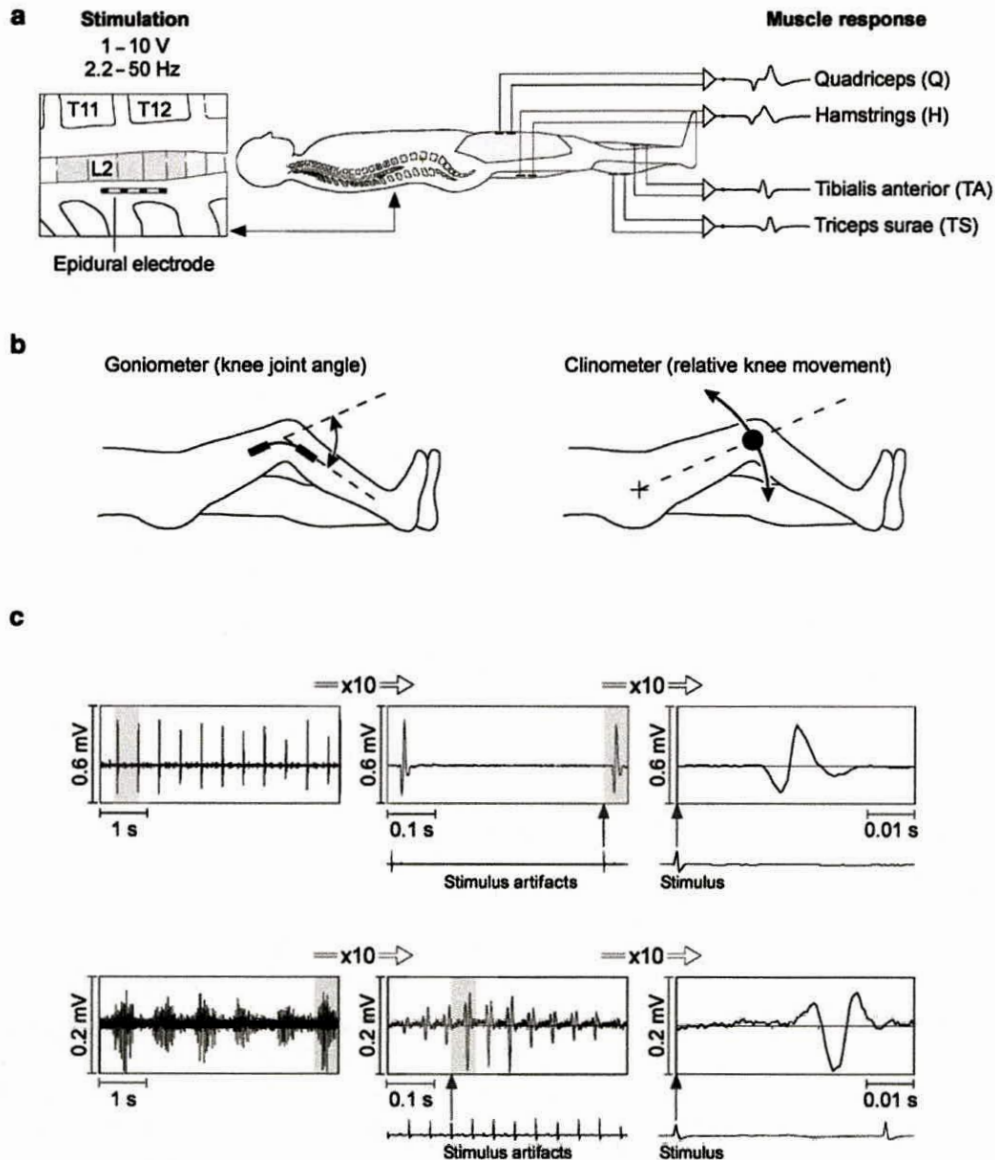 a
Stimulation
1–10 V
2.2–50 Hz
T11
T12
L2
Epidural electrode
Muscle response
Quadriceps (Q)
Hamstrings (H)
Tibialis anterior (TA)
Triceps surae (TS)
b
Goniometer (knee joint angle)
Clinometer (relative knee movement)
c
x10
x10
0.6 mV
1 s
0.6 mV
0.1 s
Stimulus artifacts
0.6 mV
0.01 s
Stimulus
x10
x10
0.2 mV
1 s
0.2 mV
0.1 s
Stimulus artifacts
0.2 mV
0.01 s
Stimulus